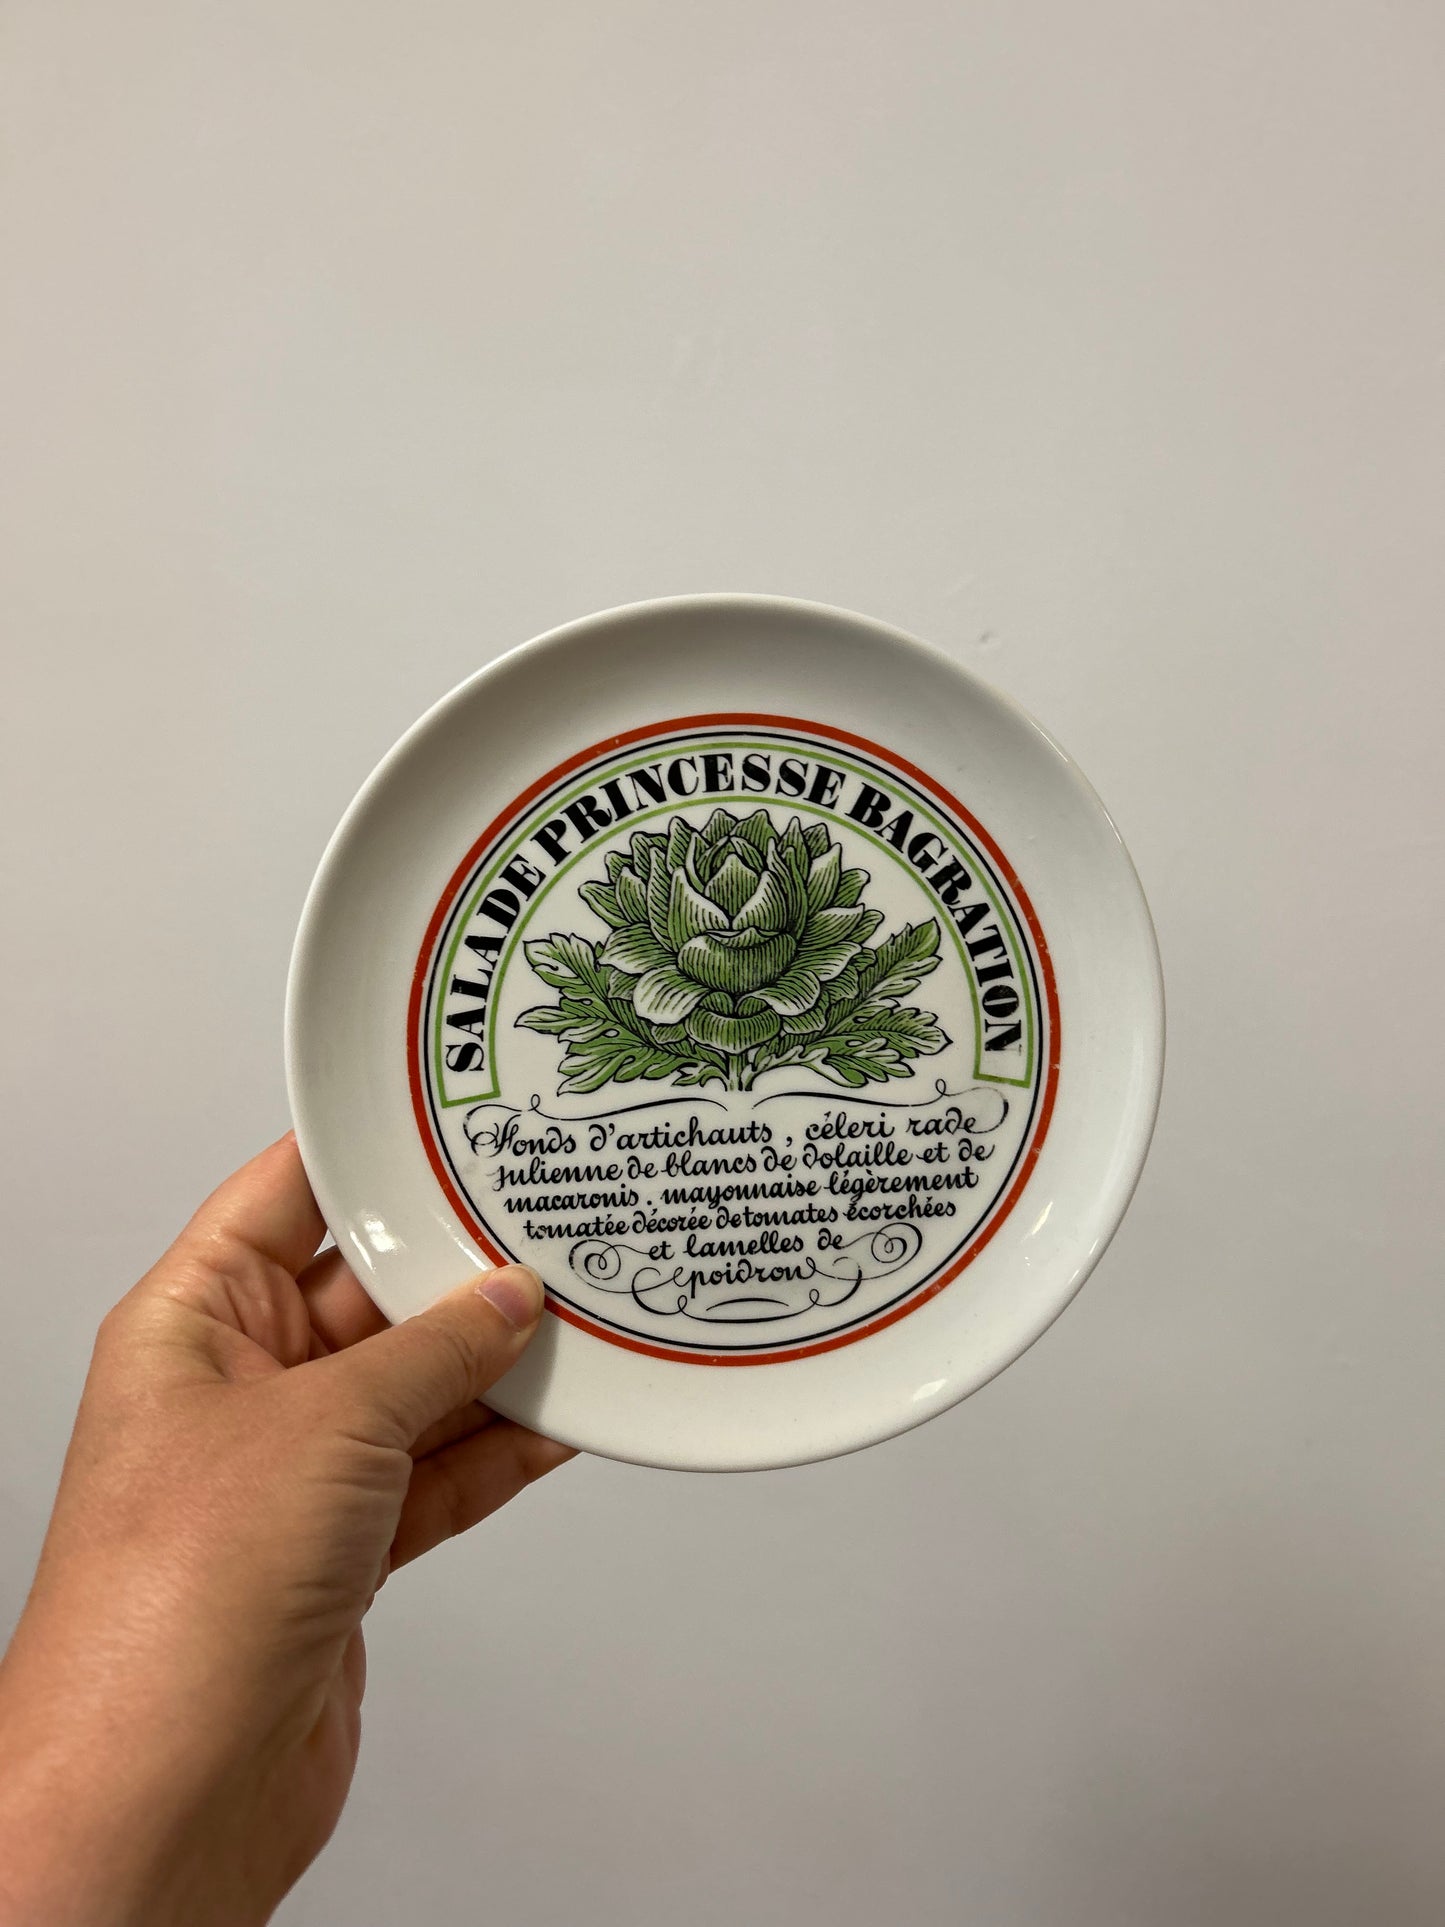 SALADE PRINCESSE BAGRATION
Fonds d'artichauts, céleri rade
julienne de blancs de dolaille et de
macaronis. mayonnaise légèrement
tomatée décorée de tomates écorchées
et lamelles de
poidron